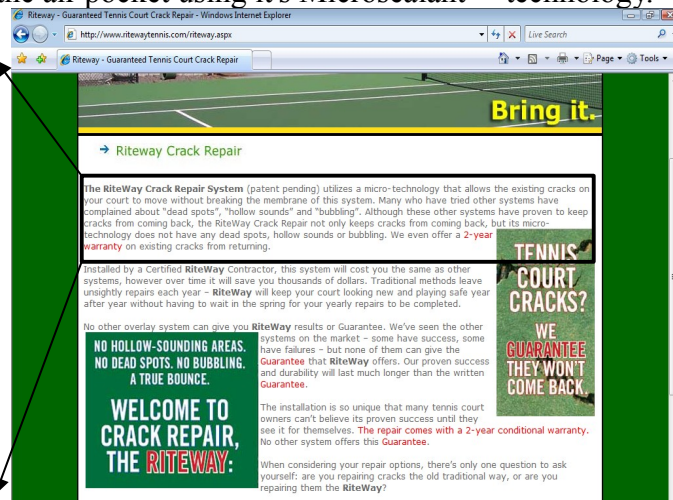 the air pocket using it's Microsealant technology.
Riteway - Guaranteed Tennis Court Crack Repair - Windows Internet Explorer
http://www.ritewaytennis.com/riteway.aspx
Live Search
Riteway - Guaranteed Tennis Court Crack Repair
Page
Tools
Bring it.
Riteway Crack Repair
The RiteWay Crack Repair System (patent pending) utilizes a micro-technology that allows the existing cracks on
your court to move without breaking the membrane of this system. Many who have tried other systems have
complained about "dead spots", "hollow sounds" and "bubbling". Although these other systems have proven to keep
cracks from coming back, the RiteWay Crack Repair not only keeps cracks from coming back, but its micro-
technology does not have any dead spots, hollow sounds or bubbling. We even offer a 2-year
warranty on existing cracks from returning.
Installed by a Certified RiteWay Contractor, this system will cost you the same as other
systems, however over time it will save you thousands of dollars. Traditional methods leave
unsightly repairs each year – RiteWay will keep your court looking new and playing safe year
after year without having to wait in the spring for your yearly repairs to be completed.
TENNIS
COURT
CRACKS?
WE
GUARANTEE
THEY WON'T
COME BACK.
No other overlay system can give you RiteWay results or Guarantee. We've seen the other
systems on the market – some have success, some
have failures – but none of them can give the
Guarantee that RiteWay offers. Our proven success
and durability will last much longer than the written
Guarantee.
NO HOLLOW-SOUNDING AREAS.
NO DEAD SPOTS. NO BUBBLING.
A TRUE BOUNCE.
WELCOME TO
CRACK REPAIR,
THE RITEWAY:
The installation is so unique that many tennis court
owners can't believe its proven success until they
see it for themselves. The repair comes with a 2-year conditional warranty.
No other system offers this Guarantee.
When considering your repair options, there's only one question to ask
yourself: are you repairing cracks the old traditional way, or are you
repairing them the RiteWay?